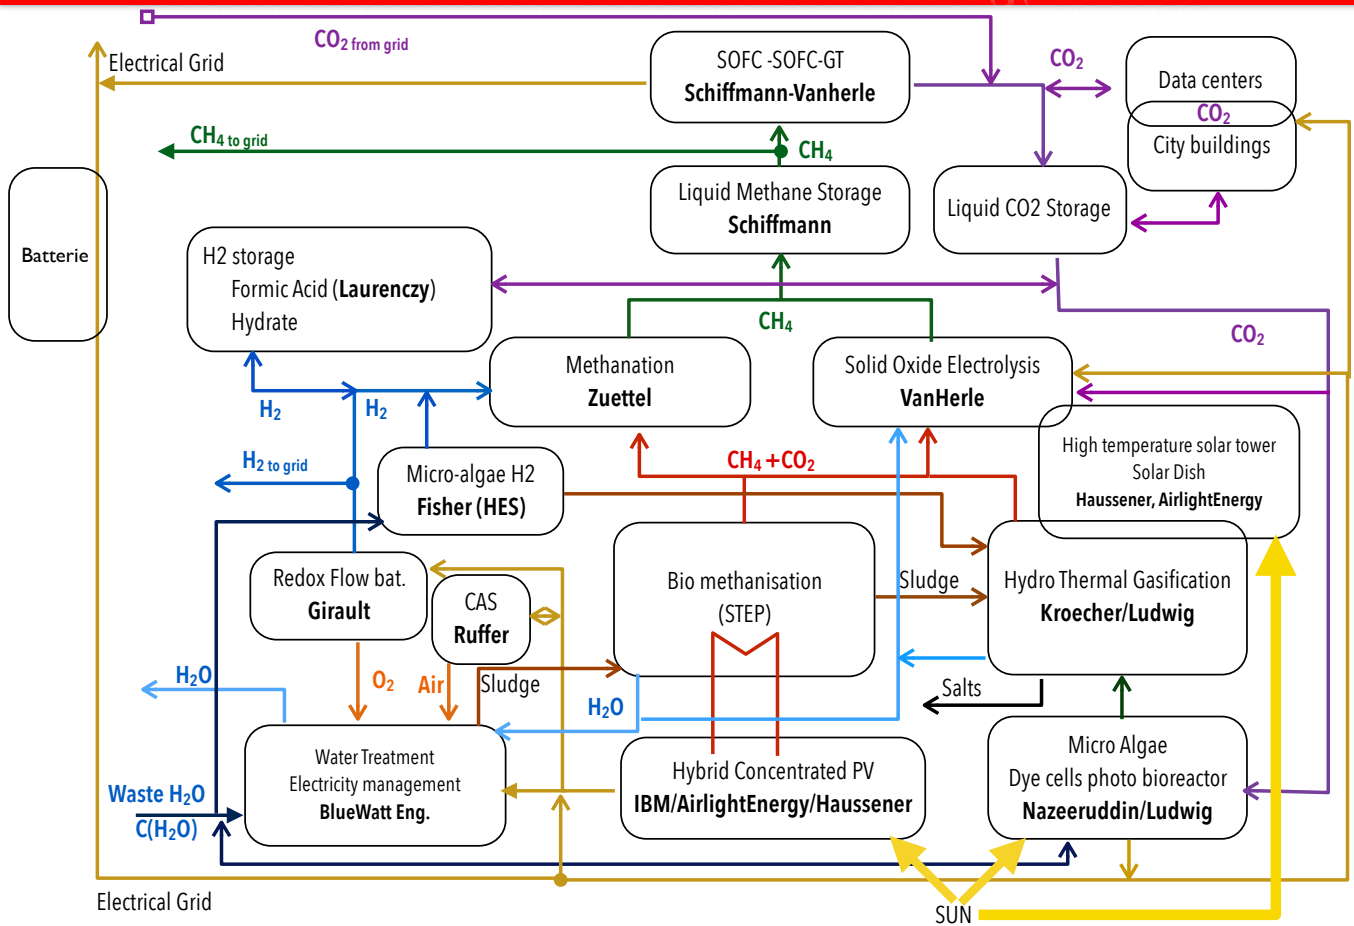 CO2 from grid
Electrical Grid
SOFC -SOFC-GT
Schiffmann-Vanherle
CO2
Data centers
CO2
City buildings
CH4 to grid
CH4
Liquid Methane Storage
Schiffmann
Liquid CO2 Storage
Batterie
H2 storage
Formic Acid (Laurenczy)
Hydrate
CH4
CO2
Methanation
Zuettel
Solid Oxide Electrolysis
VanHerle
H2
H2
H2 to grid
Micro-algae H2
Fisher (HES)
CH4 +CO2
High temperature solar tower
Solar Dish
Haussener, AirlightEnergy
Redox Flow bat.
Girault
CAS
Ruffer
Bio methanisation
(STEP)
Sludge
Hydro Thermal Gasification
Kroecher/Ludwig
H2O
O2
Air
Sludge
H2O
Salts
Water Treatment
Electricity management
BlueWatt Eng.
Hybrid Concentrated PV
IBM/AirlightEnergy/Haussener
Micro Algae
Dye cells photo bioreactor
Nazeeruddin/Ludwig
Waste H2O
C(H2O)
Electrical Grid
SUN